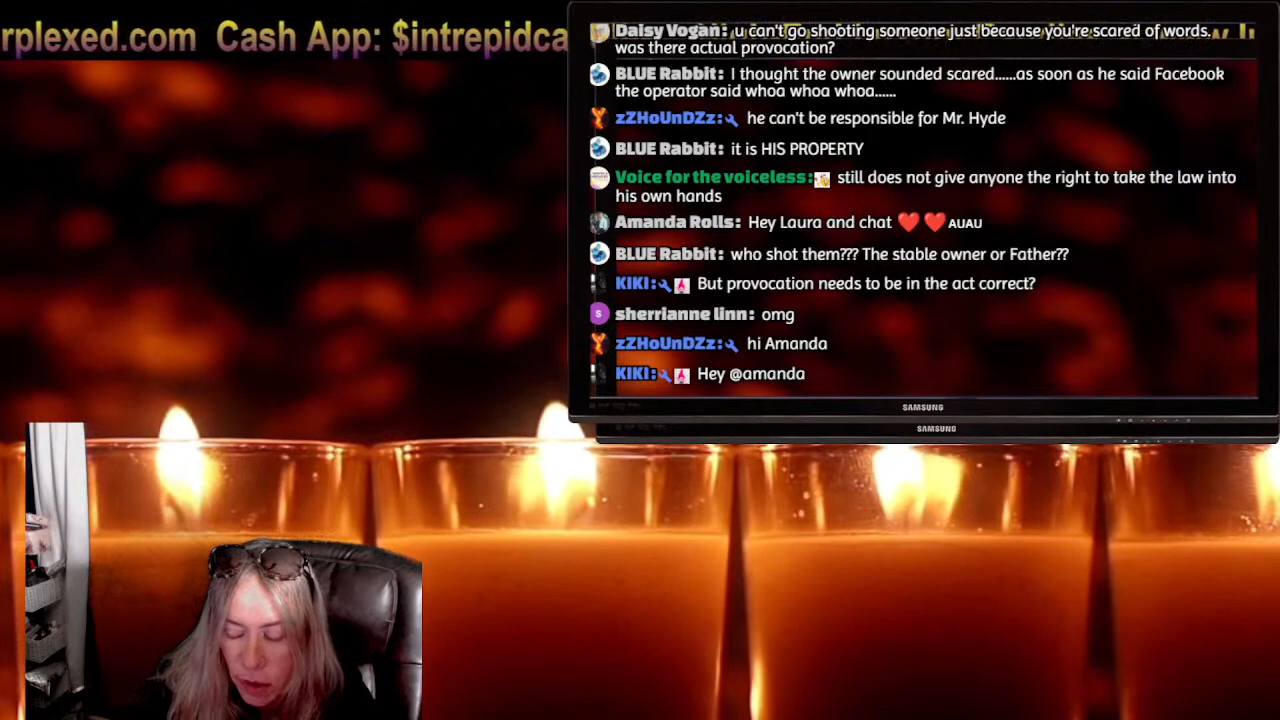 rplexed.com Cash App: $intrepidca
Daisy Vogan: u can't go shooting someone just because you're scared of words.
was there actual provocation?
BLUE Rabbit: I thought the owner sounded scared......as soon as he said Facebook
the operator said whoa whoa whoa......
zZHoUnDZz: he can't be responsible for Mr. Hyde
BLUE Rabbit: it is HIS PROPERTY
Voice for the voiceless: still does not give anyone the right to take the law into
his own hands
Amanda Rolls: Hey Laura and chat ❤️ ❤️ AUAU
BLUE Rabbit: who shot them??? The stable owner or Father??
KIKI: But provocation needs to be in the act correct?
S sherrianne linn: omg
zZHoUnDZz: hi Amanda
KIKI: Hey @amanda
SAMSUNG
SAMSUNG